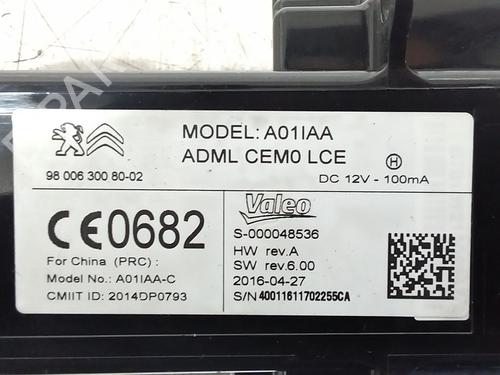 MODEL: A01IAA
ADML CEM0 LCE
H
98 006 300 80-02
DC 12V - 100mA
CE0682
Valeo
S-000048536
For China (PRC) :
HW rev.A
Model No.: A01IAA-C
SW rev.6.00
CMIIT ID: 2014DP0793
2016-04-27
S/N 40011611702255CA